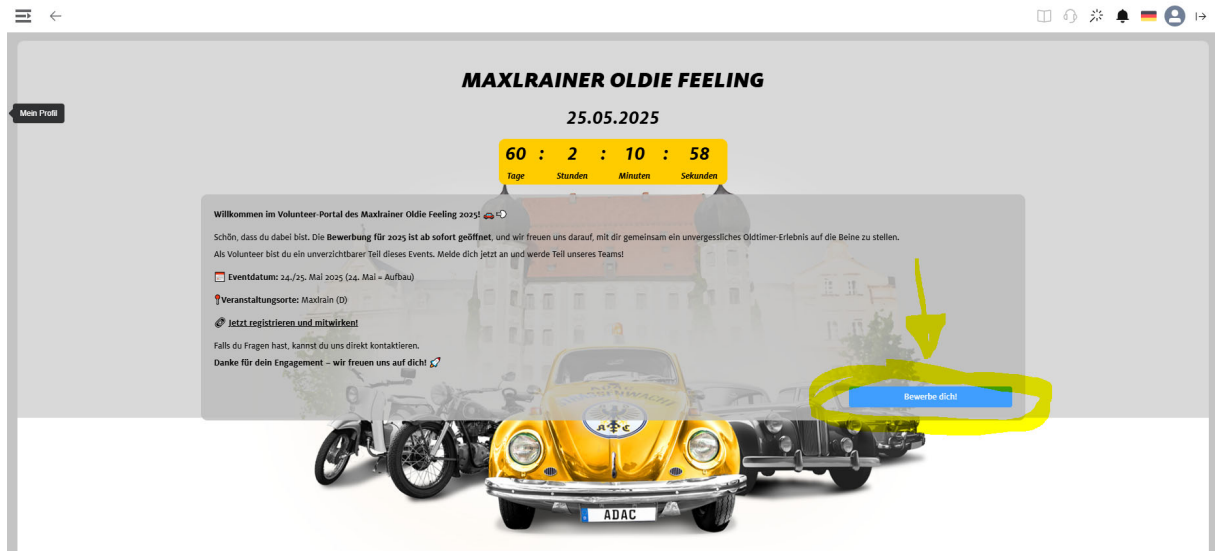 MAXLRAINER OLDIE FEELING
Mein Profil
25.05.2025
60 : 2 : 10 : 58
Tage Stunden Minuten Sekunden
Willkommen im Volunteer-Portal des Maxlrainer Oldie Feeling 2025!
Schön, dass du dabei bist. Die Bewerbung für 2025 ist ab sofort geöffnet, und wir freuen uns darauf, mit dir gemeinsam ein unvergessliches Oldtimer-Erlebnis auf die Beine zu stellen.
Als Volunteer bist du ein unverzichtbarer Teil dieses Events. Melde dich jetzt an und werde Teil unseres Teams!
Eventdatum: 24./25. Mai 2025 (24. Mai = Aufbau)
Veranstaltungsorte: Maxlrain (D)
Jetzt registrieren und mitwirken!
Falls du Fragen hast, kannst du uns direkt kontaktieren.
Danke für dein Engagement – wir freuen uns auf dich!
Bewerbe dich!
ADAC